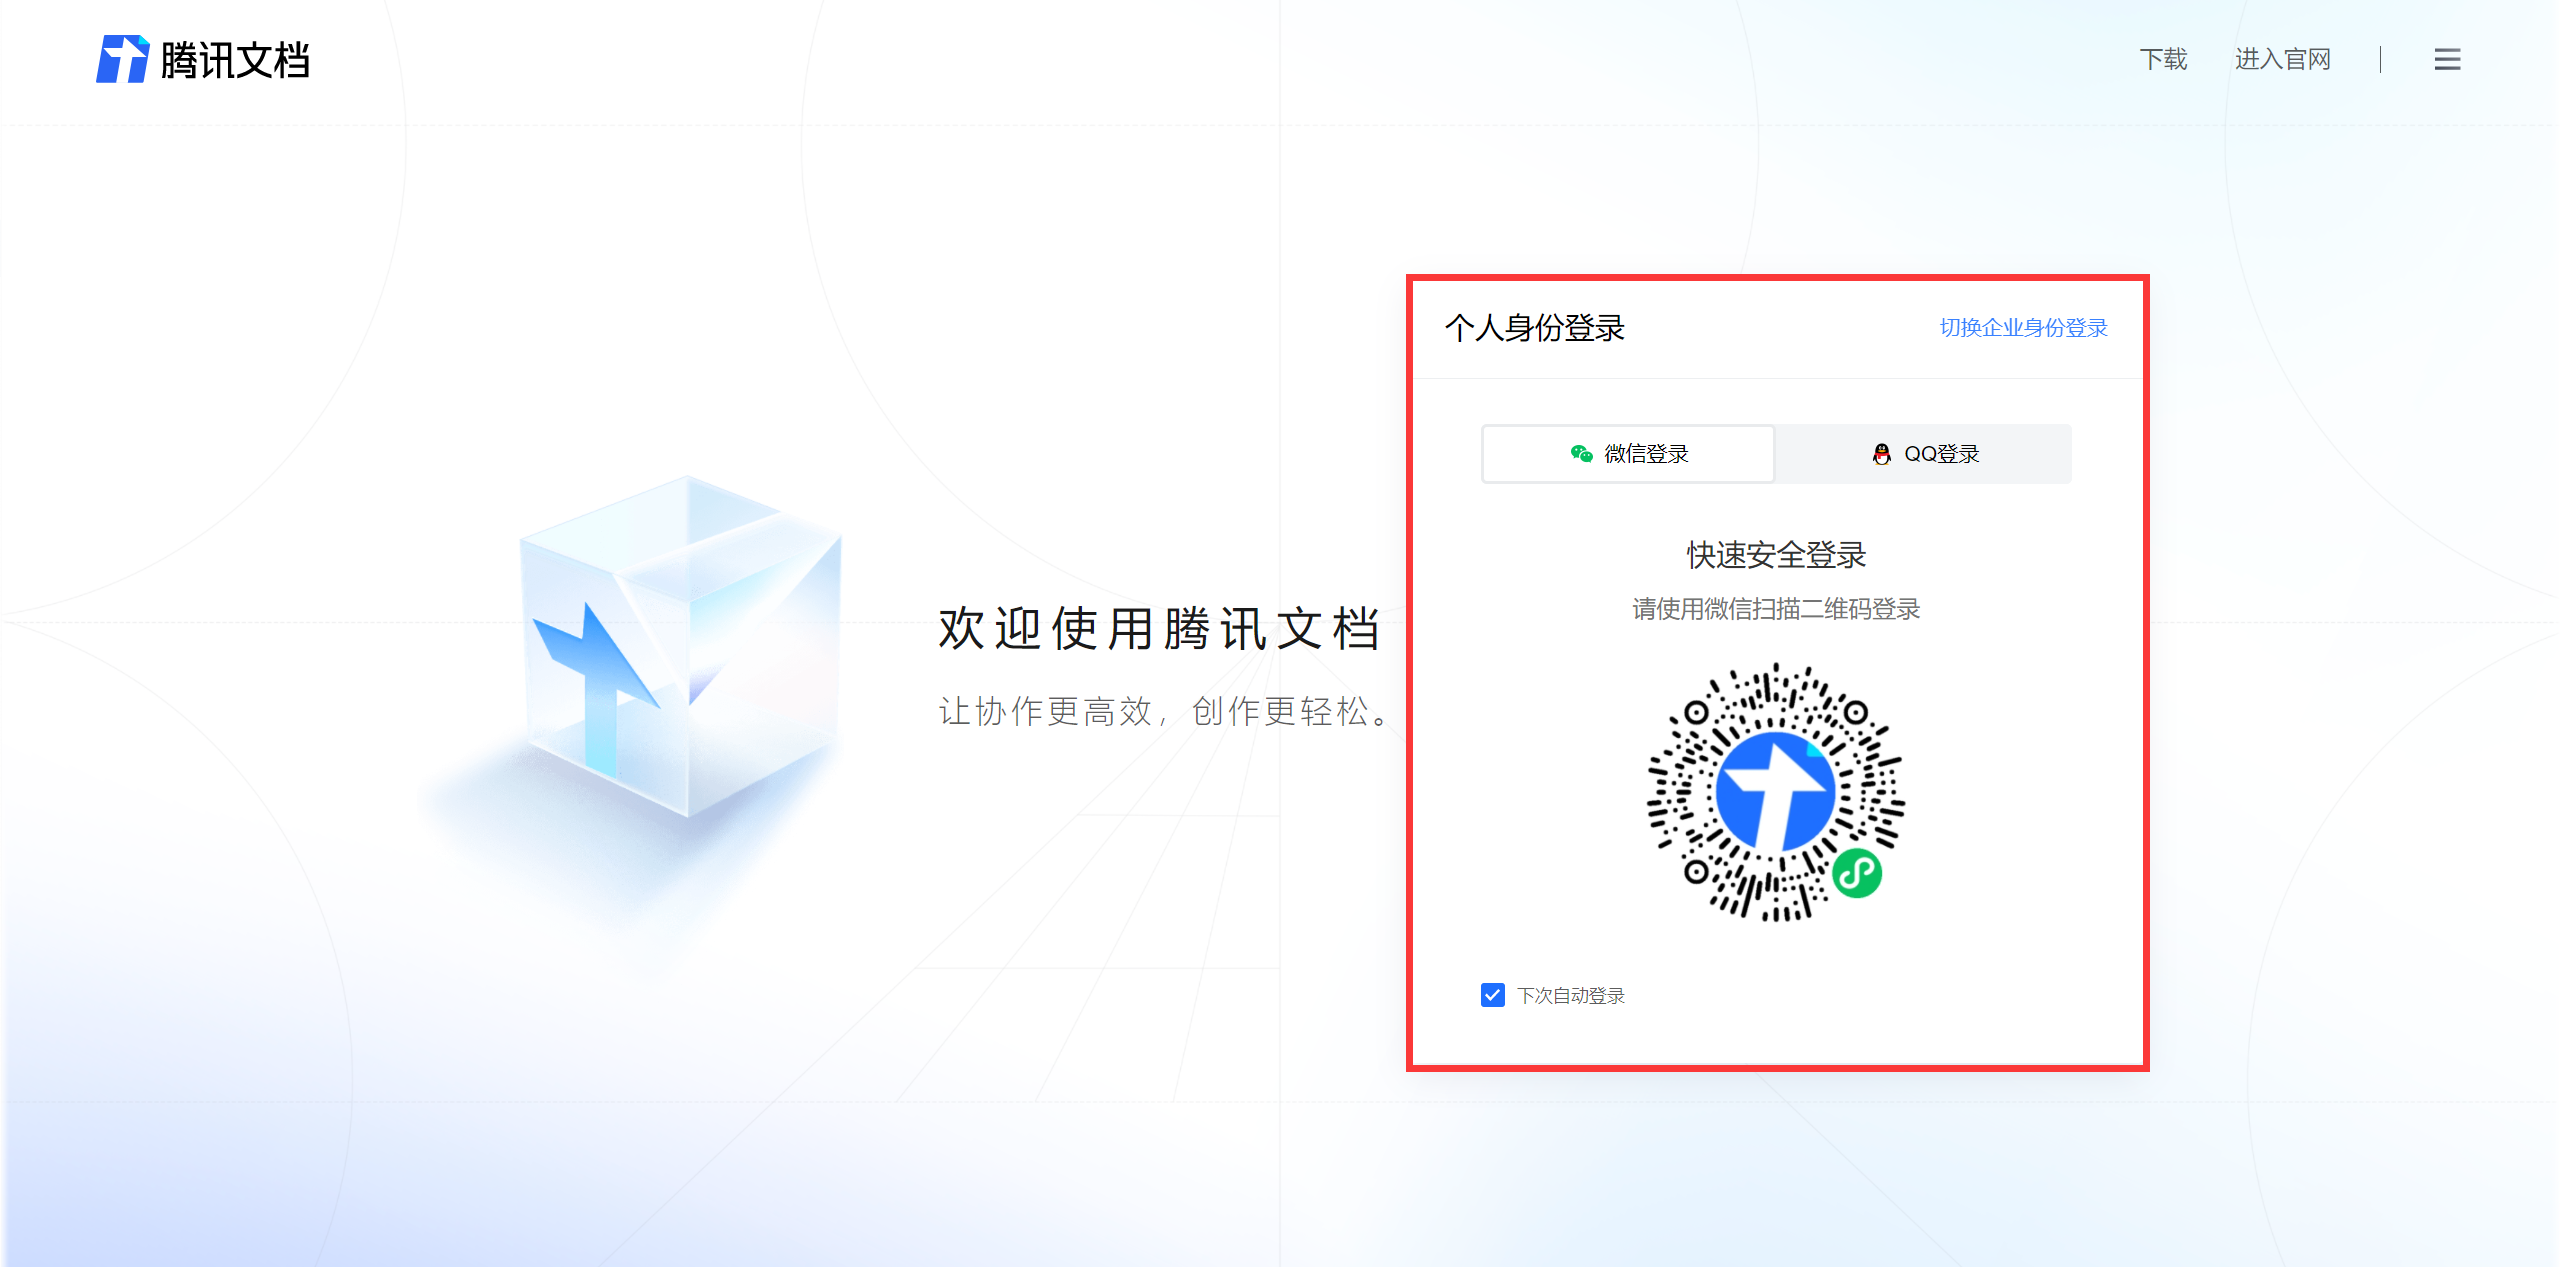 腾讯文档
下载
进入官网
个人身份登录
切换企业身份登录
微信登录
QQ登录
快速安全登录
请使用微信扫描二维码登录
欢迎使用腾讯文档
让协作更高效，创作更轻松。
下次自动登录